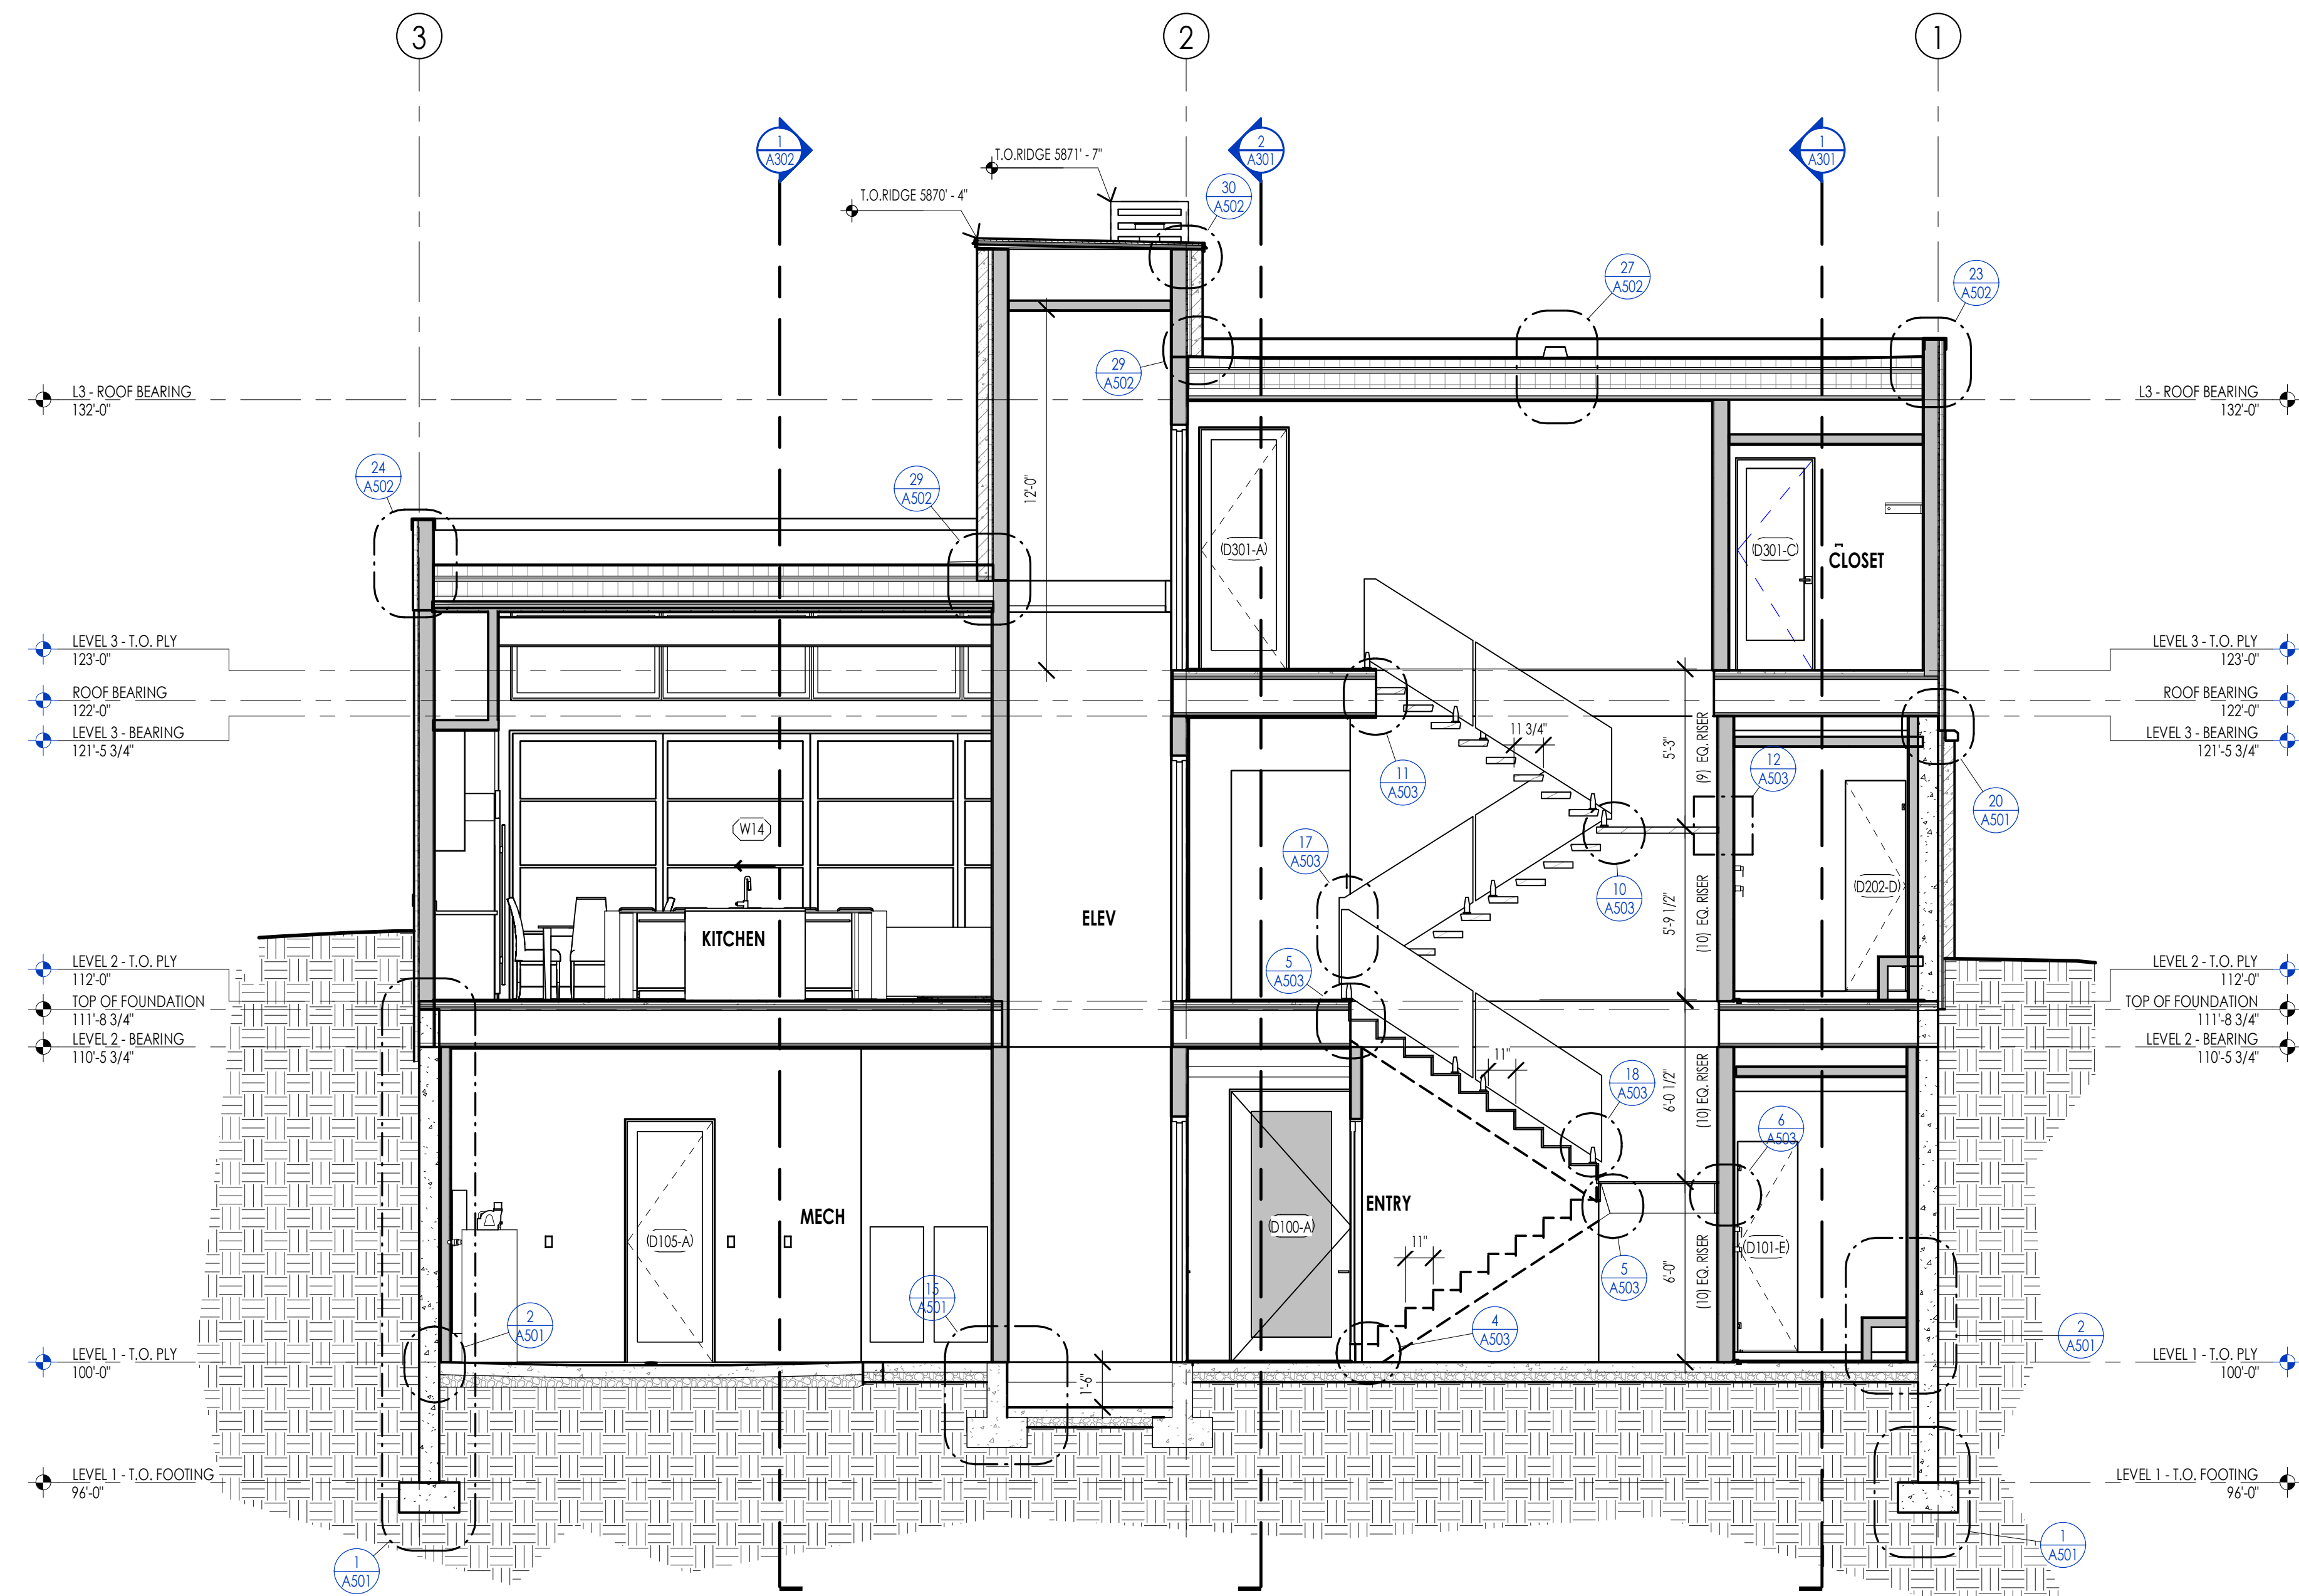 3
2
1
1
A302
2
A301
1
A301
T.O.RIDGE 5871' - 7"
T.O.RIDGE 5870' - 4"
30
A502
27
A502
23
A502
29
A502
L3 - ROOF BEARING
132'-0"
L3 - ROOF BEARING
132'-0"
24
A502
29
A502
12'-0"
(D301-A)
(D301-C)
CLOSET
LEVEL 3 - T.O. PLY
123'-0"
ROOF BEARING
122'-0"
LEVEL 3 - BEARING
121'-5 3/4"
LEVEL 3 - T.O. PLY
123'-0"
ROOF BEARING
122'-0"
LEVEL 3 - BEARING
121'-5 3/4"
11 3/4"
5'-3"
(9) EQ. RISER
11
A503
12
A503
20
A501
W14
17
A503
10
A503
(D202-D)
5'-9 1/2"
(10) EQ. RISER
KITCHEN
ELEV
5
A503
LEVEL 2 - T.O. PLY
112'-0"
TOP OF FOUNDATION
111'-8 3/4"
LEVEL 2 - BEARING
110'-5 3/4"
LEVEL 2 - T.O. PLY
112'-0"
TOP OF FOUNDATION
111'-8 3/4"
LEVEL 2 - BEARING
110'-5 3/4"
11"
18
A503
6'-0 1/2"
(10) EQ. RISER
6
A503
MECH
ENTRY
(D105-A)
(D100-A)
(D101-E)
11"
6'-0"
(10) EQ. RISER
5
A503
15
A501
2
A501
4
A503
2
A501
LEVEL 1 - T.O. PLY
100'-0"
LEVEL 1 - T.O. PLY
100'-0"
1'-6"
LEVEL 1 - T.O. FOOTING
96'-0"
LEVEL 1 - T.O. FOOTING
96'-0"
1
A501
1
A501